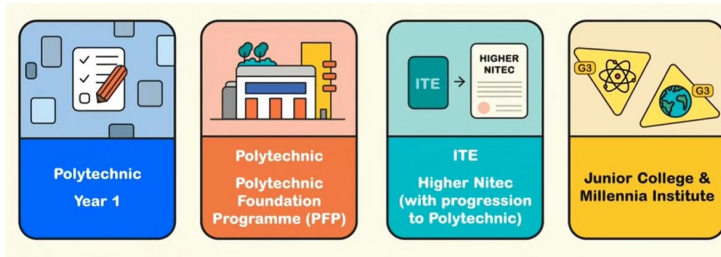 Polytechnic
Year 1
Polytechnic
Polytechnic
Foundation
Programme (PFP)
ITE
HIGHER
NITEC
ITE
Higher Nitec
(with progression
to Polytechnic)
G3
G3
Junior College &
Millennia Institute